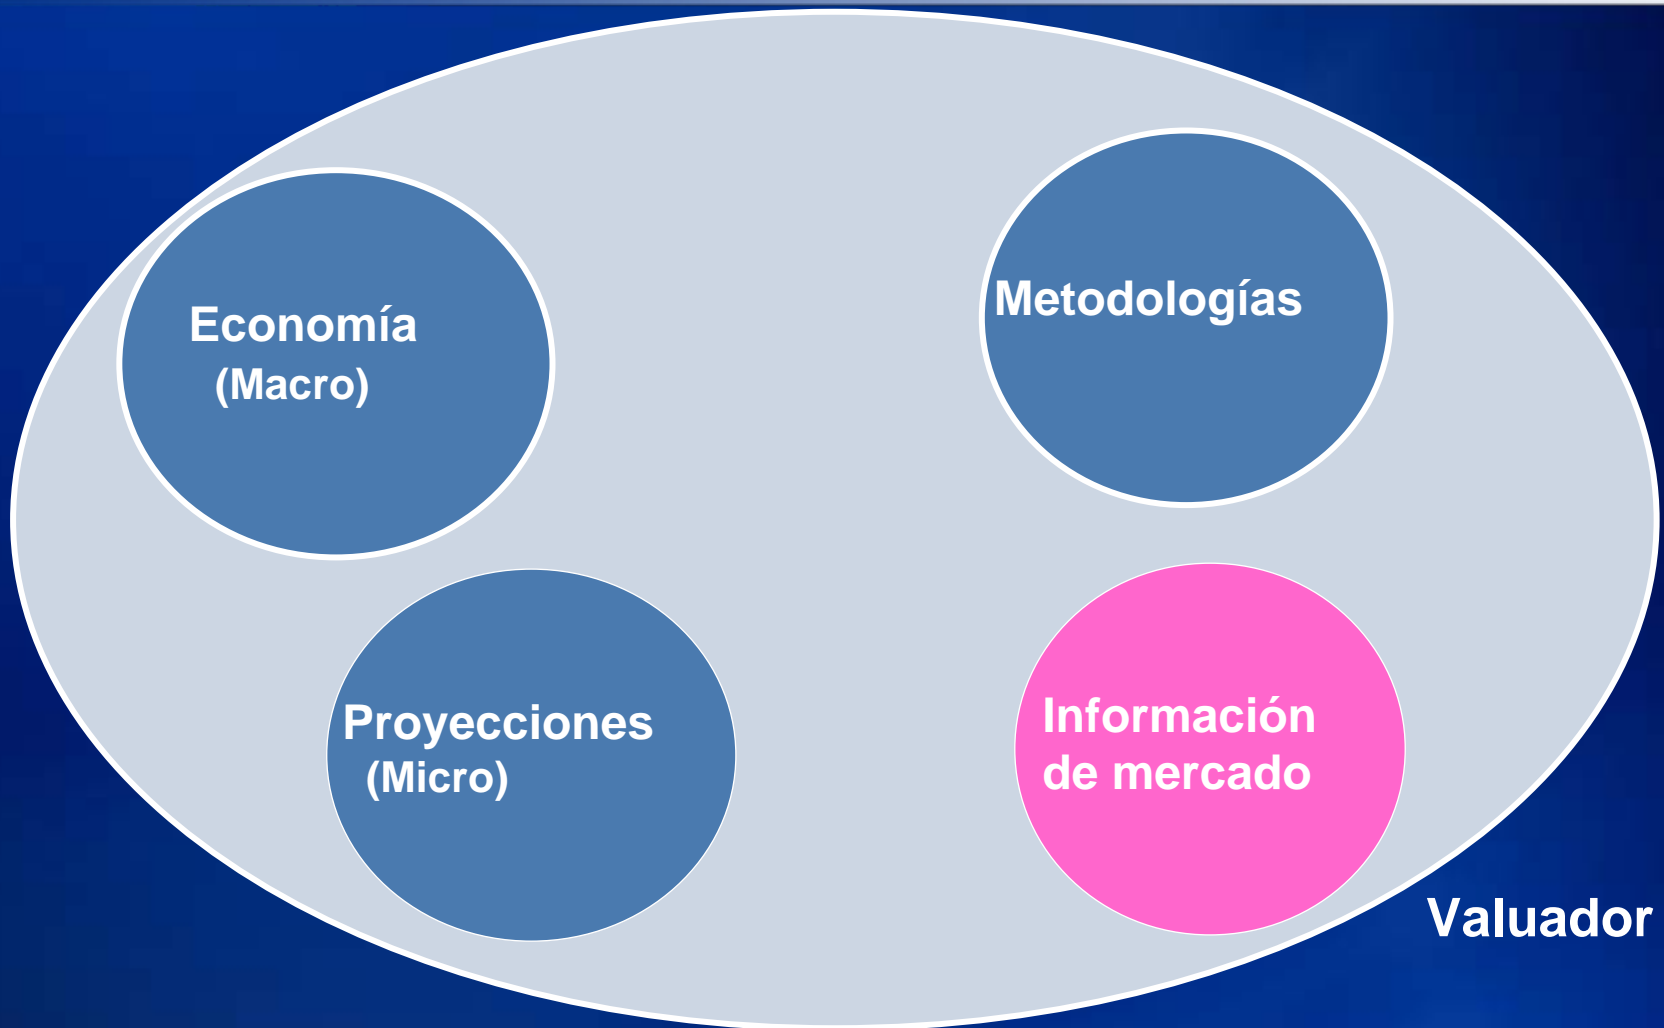 Economía
(Macro)
Metodologías
Proyecciones
(Micro)
Información
de mercado
Valuador